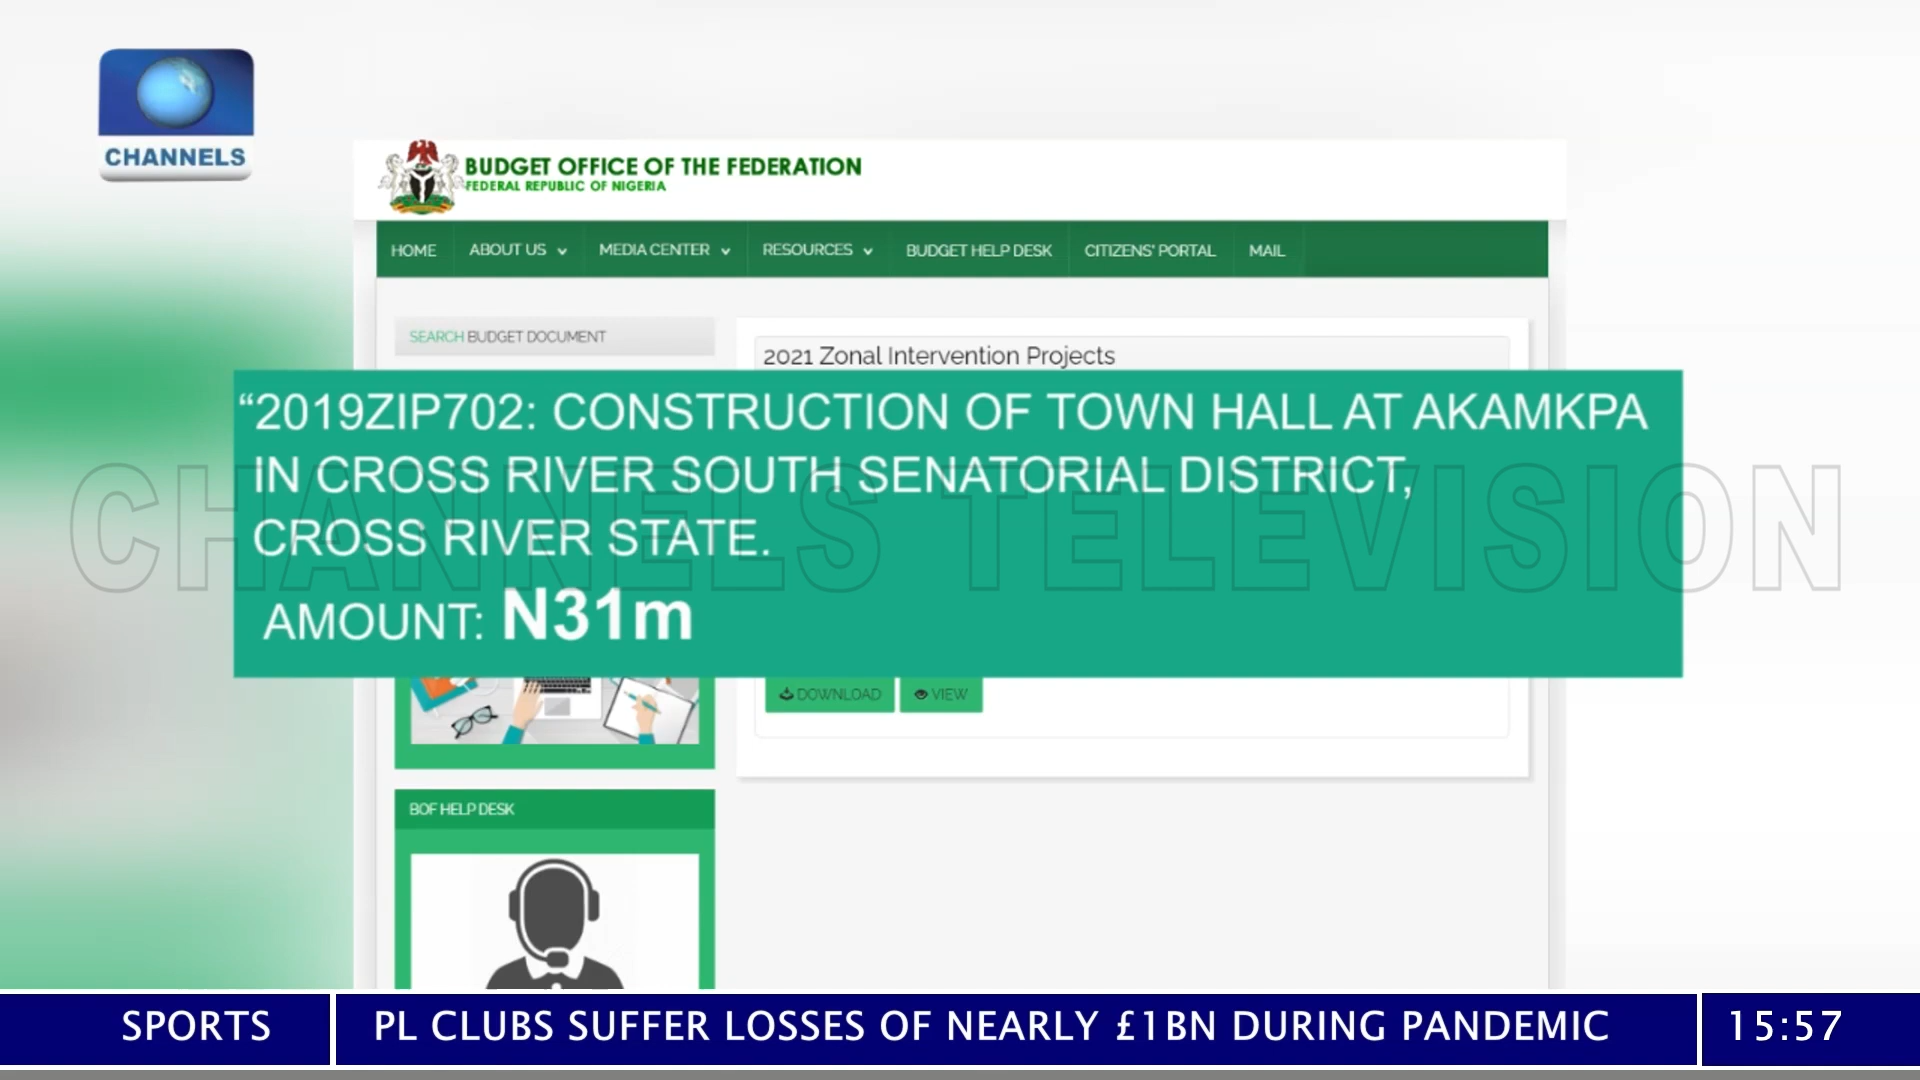 CHANNELS
BUDGET OFFICE OF THE FEDERATION
FEDERAL REPUBLIC OF NIGERIA
HOME ABOUT US MEDIA CENTER RESOURCES BUDGET HELP DESK CITIZENS' PORTAL MAIL
SEARCH BUDGET DOCUMENT
2021 Zonal Intervention Projects
“2019ZIP702: CONSTRUCTION OF TOWN HALL AT AKAMKPA
IN CROSS RIVER SOUTH SENATORIAL DISTRICT,
CROSS RIVER STATE.
AMOUNT: N31m
CHANNELS TELEVISION
DOWNLOAD VIEW
BOF HELP DESK
SPORTS PL CLUBS SUFFER LOSSES OF NEARLY £1BN DURING PANDEMIC 15:57